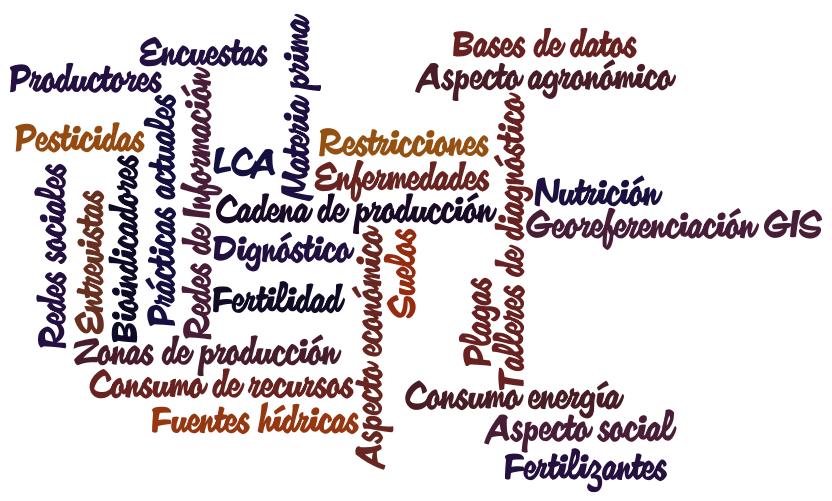 Encuestas
Productores
Materia prima
Bases de datos
Aspecto agronómico
Pesticidas
Prácticas actuales
Redes de Información
LCA
Restricciones
Enfermedades
Redes sociales
Entrevistas
Bioindicadores
Cadena de producción
Talleres de diagnóstico
Nutrición
Georeferenciación GIS
Dignóstico
Suelos
Fertilidad
Aspecto económico
Plagas
Zonas de producción
Consumo de recursos
Fuentes hídricas
Consumo energía
Aspecto social
Fertilizantes